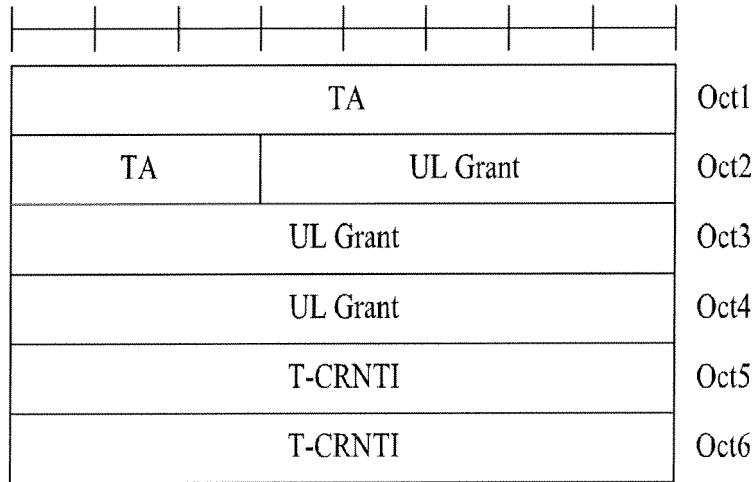 TA Oct1
TA UL Grant Oct2
UL Grant Oct3
UL Grant Oct4
T-CRNTI Oct5
T-CRNTI Oct6